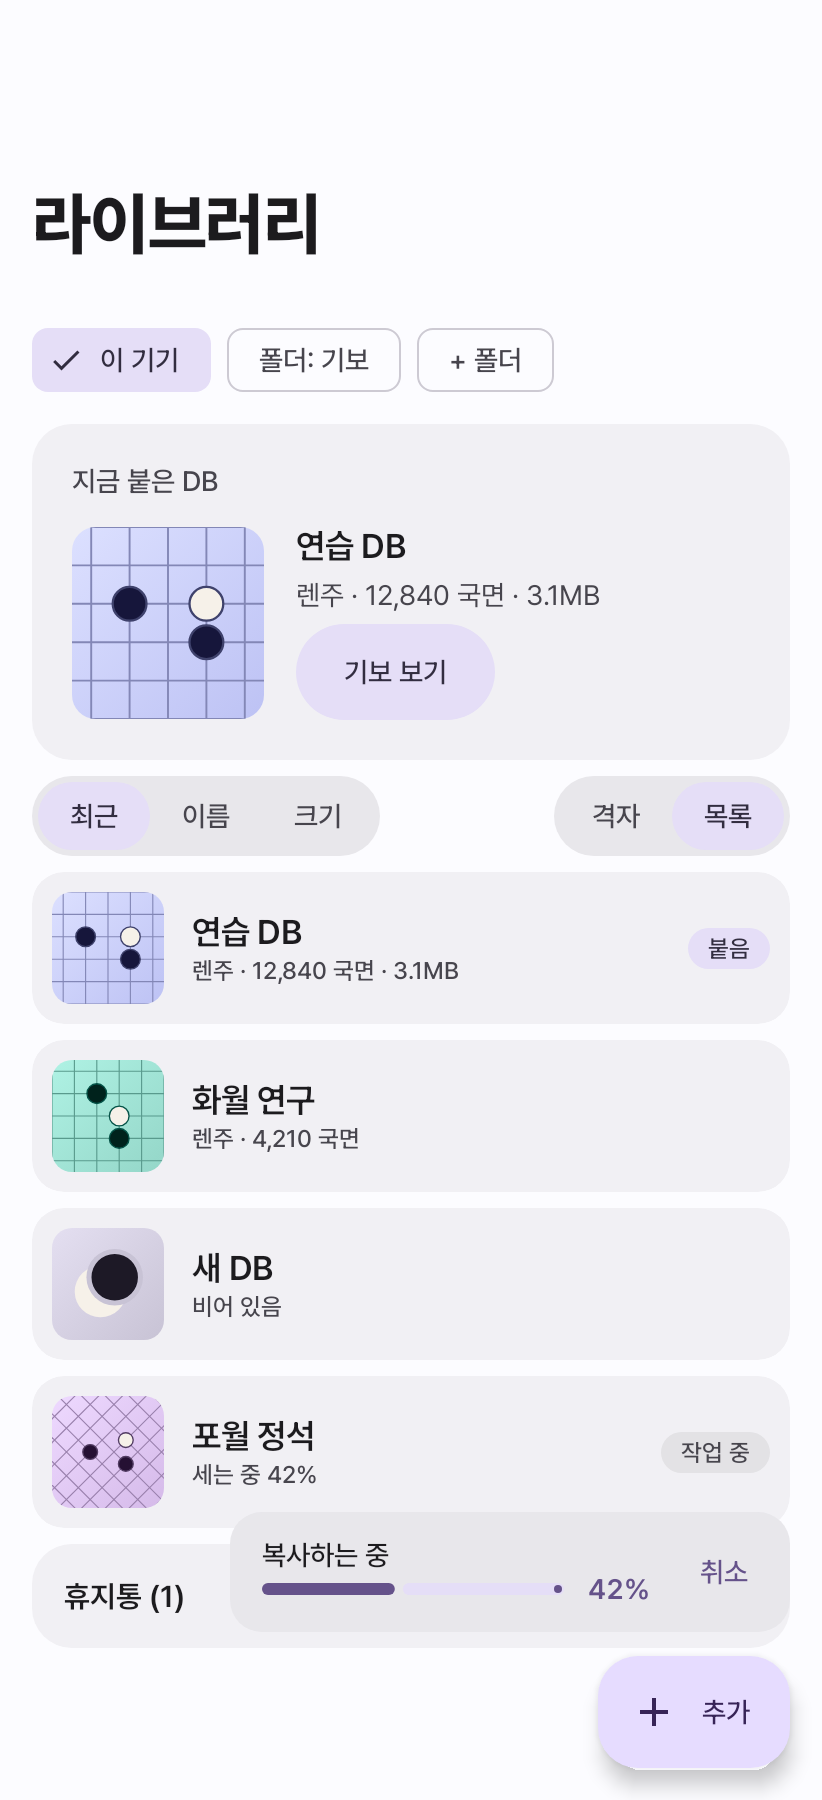 라이브러리
이 기기
폴더: 기보
+ 폴더
지금 붙은 DB
연습 DB
렌주 · 12,840 국면 · 3.1MB
기보 보기
최근
이름
크기
격자
목록
연습 DB
렌주 · 12,840 국면 · 3.1MB
붙음
화월 연구
렌주 · 4,210 국면
새 DB
비어 있음
포월 정석
세는 중 42%
작업 중
휴지통 (1)
복사하는 중
42%
취소
추가